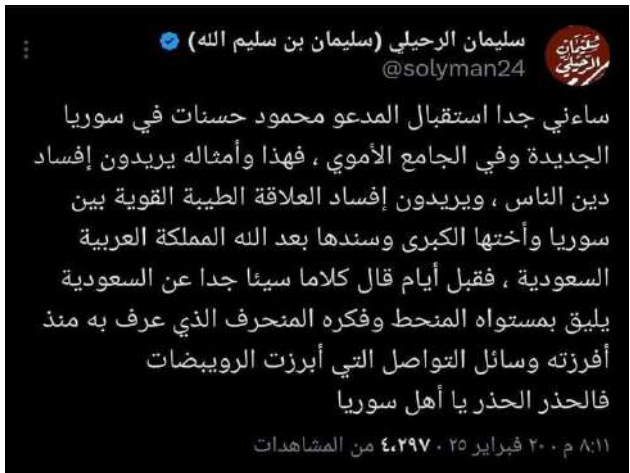 سليمان الرحيلي (سليمان بن سليم الله)
@solyman24
سليمان
الرحيلي
ساءني جدا استقبال المدعو محمود حسنات في سوريا
الجديدة وفي الجامع الأموي ، فهذا وأمثاله يريدون إفساد
دين الناس ، ويريدون إفساد العلاقة الطيبة القوية بين
سوريا وأختها الكبرى وسندها بعد الله المملكة العربية
السعودية ، فقبل أيام قال كلاما سيئا جدا عن السعودية
يليق بمستواه المنحط وفكره المنحرف الذي عرف به منذ
أفرزته وسائل التواصل التي أبرزت الرويبضات
فالحذر الحذر يا أهل سوريا
٨:١١ م · ٢٠ فبراير ٢٥ · ٤,٢٩٧ من المشاهدات